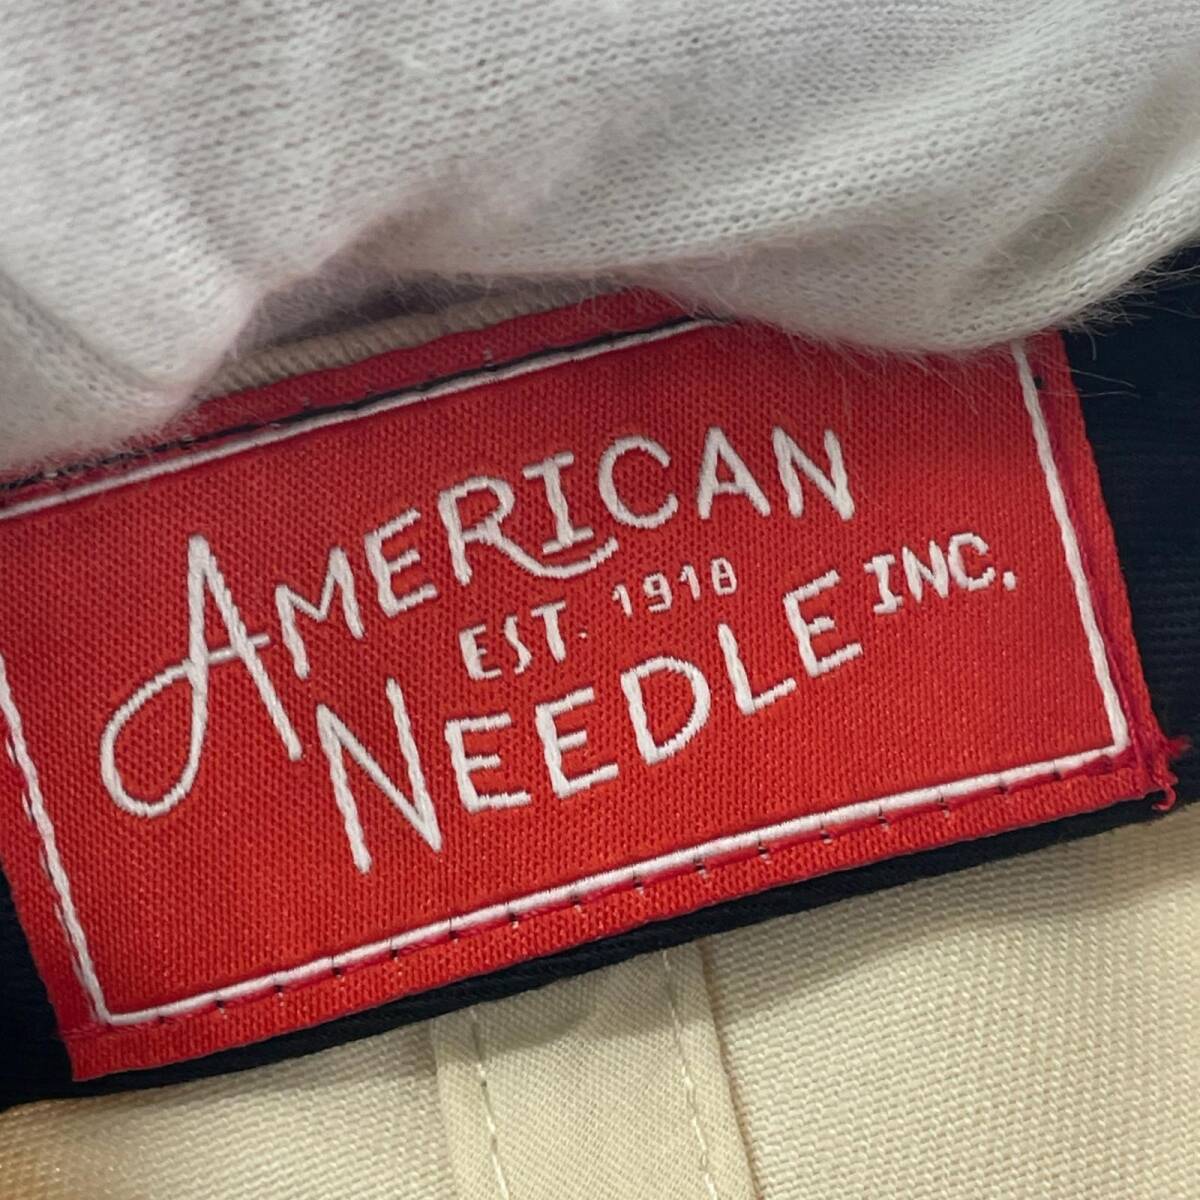 AMERICAN
EST. 1918
NEEDLE INC.